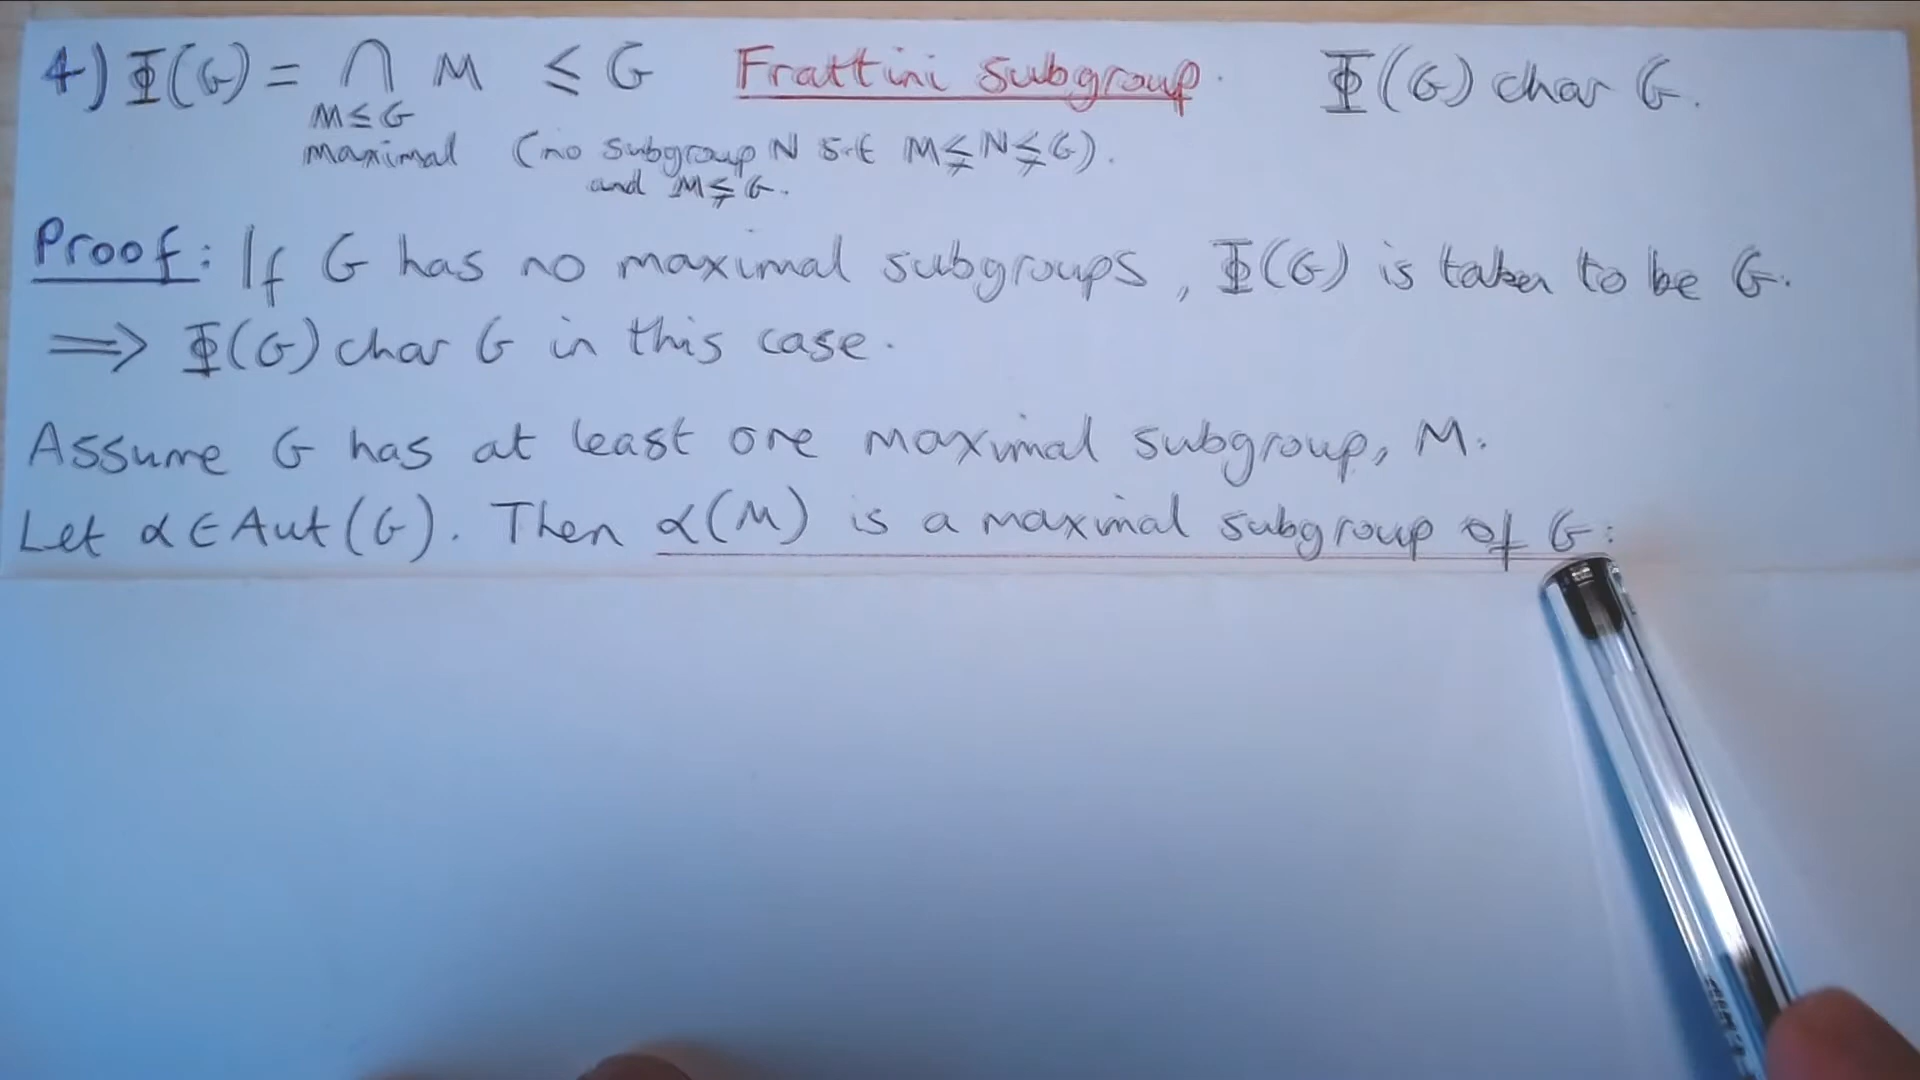 4) Φ(G) = ∩ M ≤ G Frattini Subgroup. Φ(G) char G.
M≤G
maximal (no subgroup N s.t M⪇N⪇G).
and M⪇G.
Proof: If G has no maximal subgroups, Φ(G) is taken to be G.
⟹ Φ(G) char G in this case.
Assume G has at least one maximal subgroup, M.
Let α∈Aut(G). Then α(M) is a maximal subgroup of G: